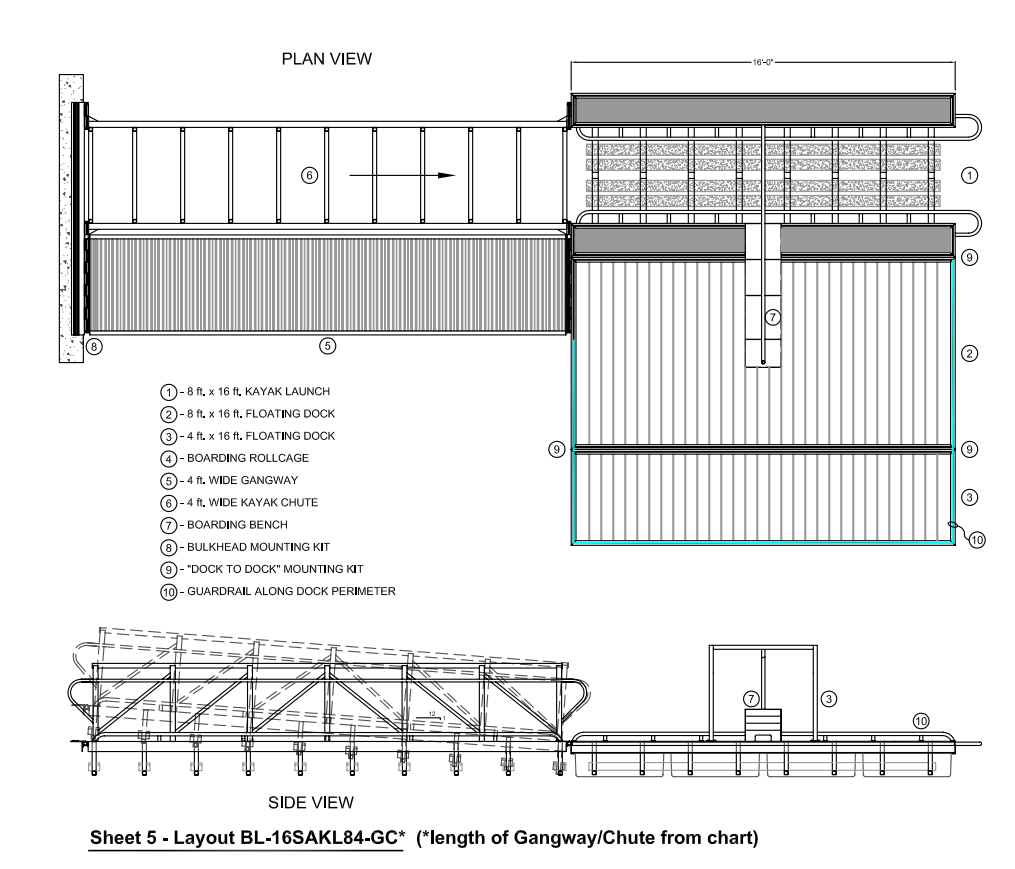 PLAN VIEW
16'-0"
6
1
9
7
2
8
5
1 - 8 ft. x 16 ft. KAYAK LAUNCH
2 - 8 ft. x 16 ft. FLOATING DOCK
3 - 4 ft. x 16 ft. FLOATING DOCK
4 - BOARDING ROLLCAGE
5 - 4 ft. WIDE GANGWAY
6 - 4 ft. WIDE KAYAK CHUTE
7 - BOARDING BENCH
8 - BULKHEAD MOUNTING KIT
9 - "DOCK TO DOCK" MOUNTING KIT
10 - GUARDRAIL ALONG DOCK PERIMETER
9
9
3
10
12
1
7
3
10
SIDE VIEW
Sheet 5 - Layout BL-16SAKL84-GC* (*length of Gangway/Chute from chart)